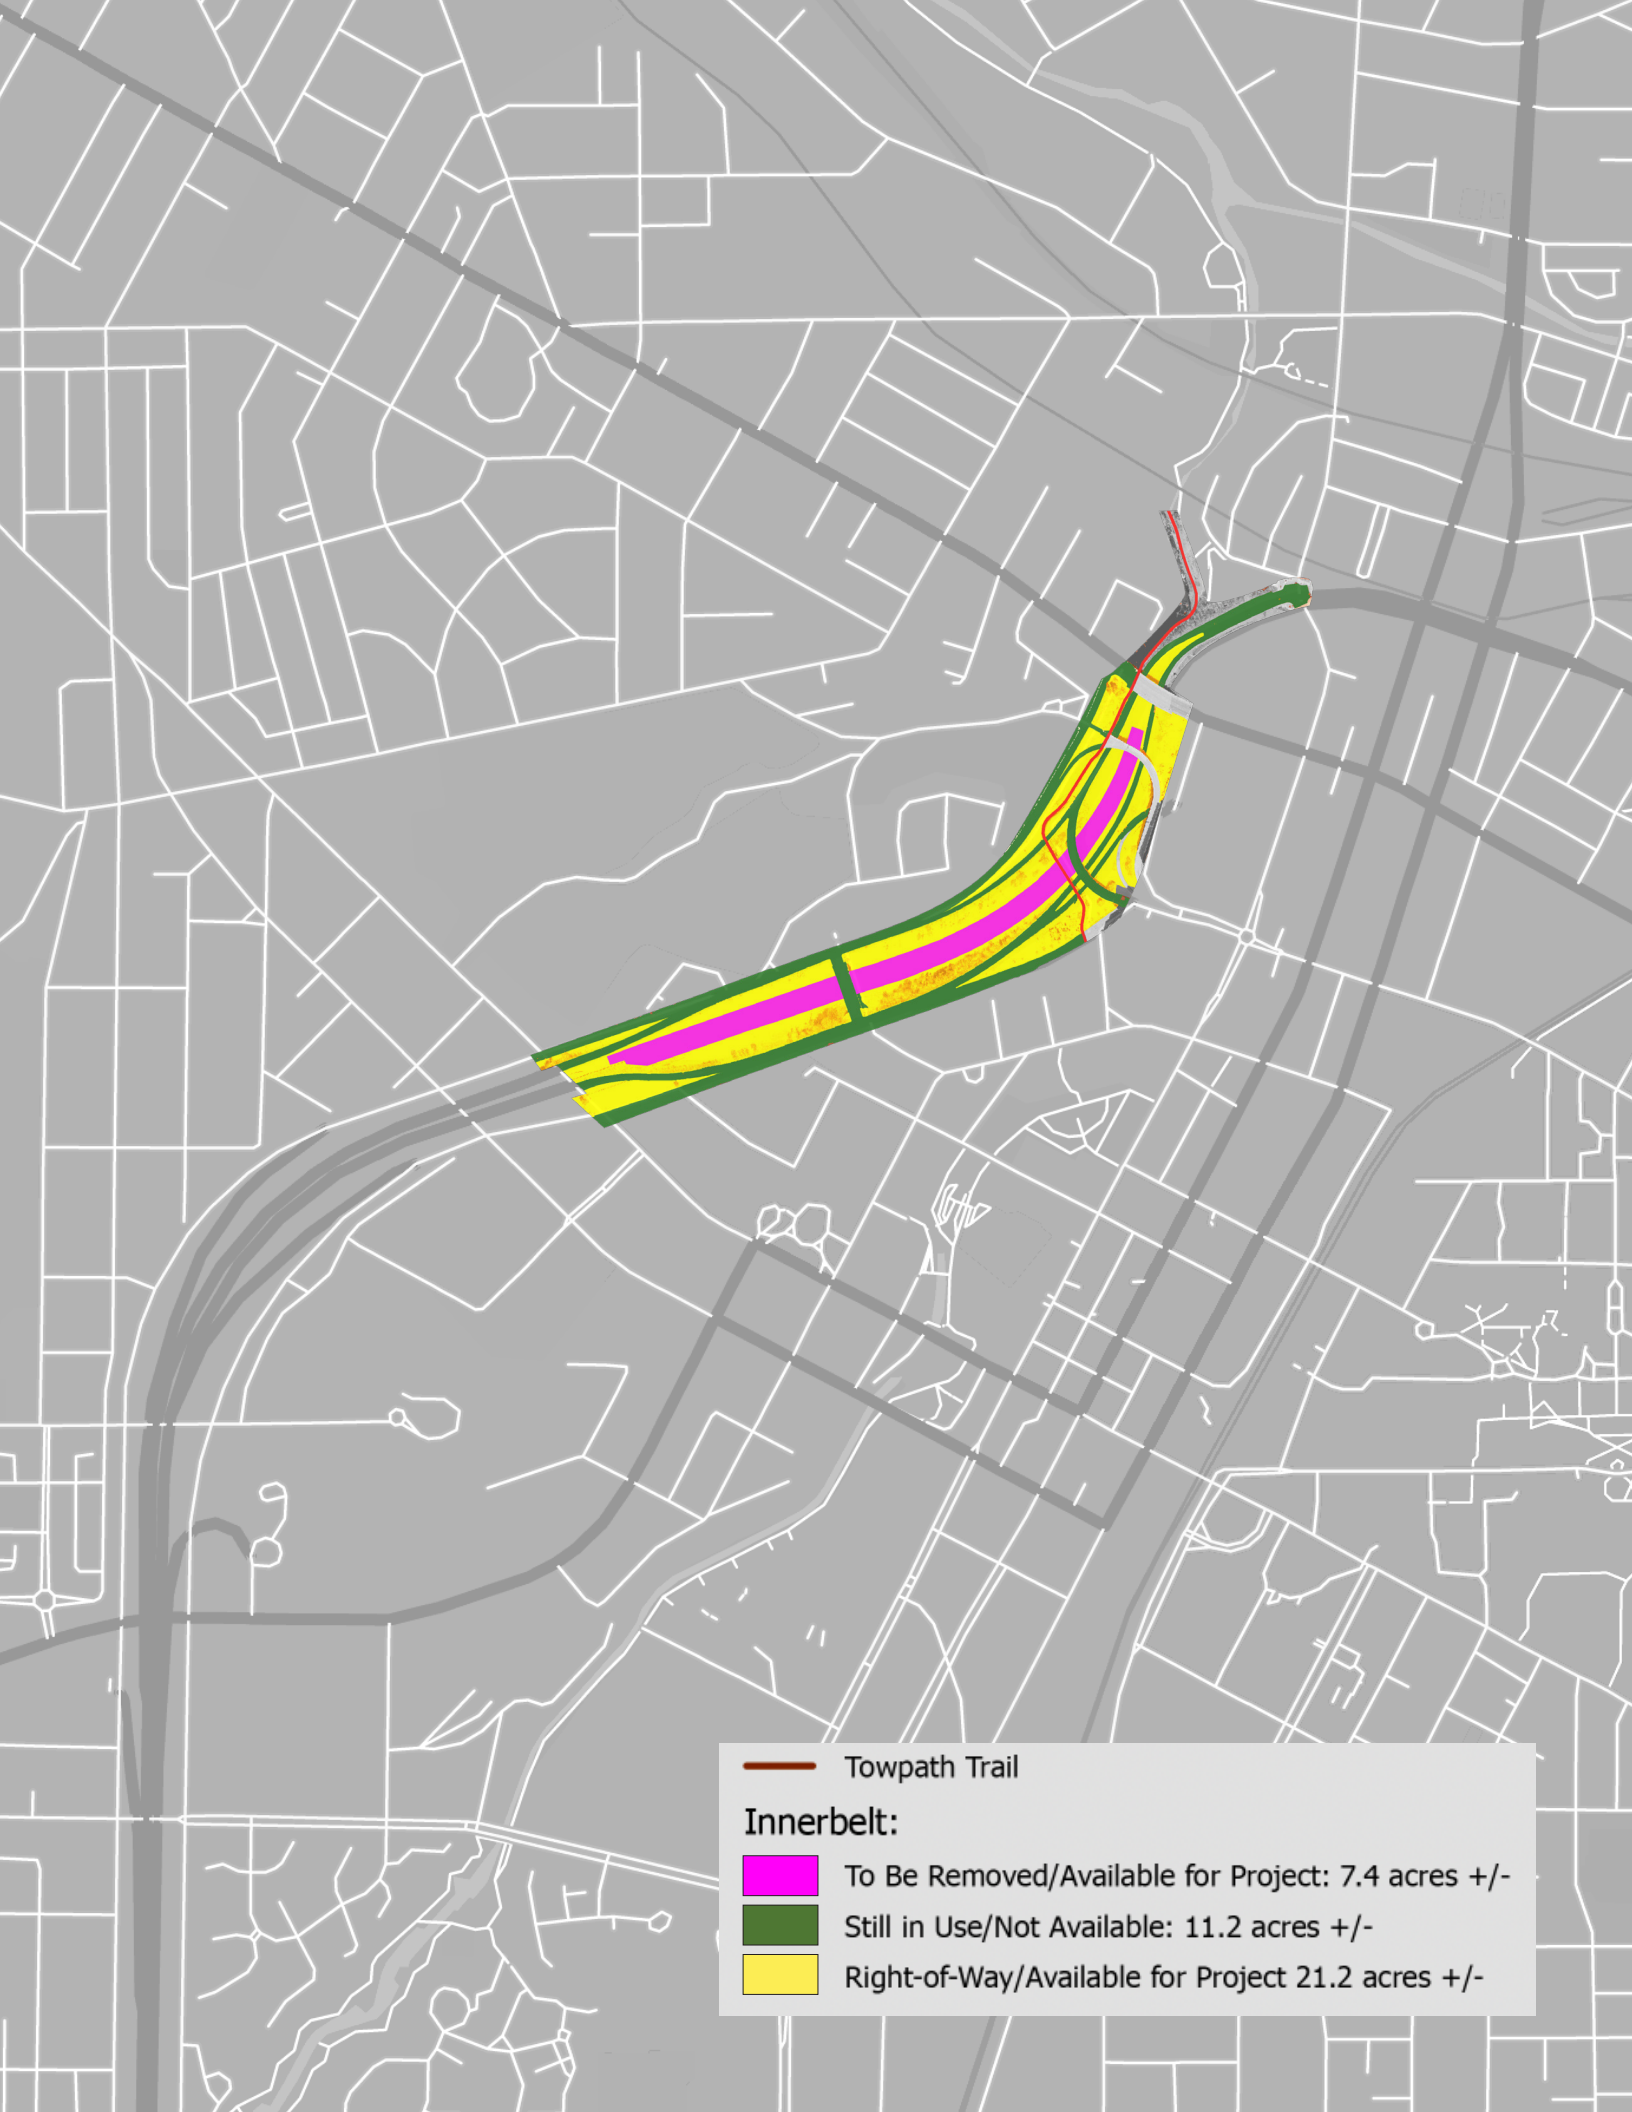 Towpath Trail
Innerbelt:
To Be Removed/Available for Project: 7.4 acres +/-
Still in Use/Not Available: 11.2 acres +/-
Right-of-Way/Available for Project 21.2 acres +/-